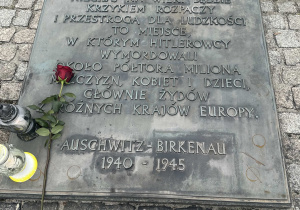 KRZYKIEM ROZPACZY
I PRZESTROGĄ DLA LUDZKOŚCI
TO MIEJSCE,
W KTÓRYM HITLEROWCY
WYMORDOWALI
OKOŁO PÓŁTORA MILIONA
MĘŻCZYZN, KOBIET I DZIECI,
GŁÓWNIE ŻYDÓW
RÓŻNYCH KRAJÓW EUROPY.
AUSCHWITZ-BIRKENAU
1940 - 1945